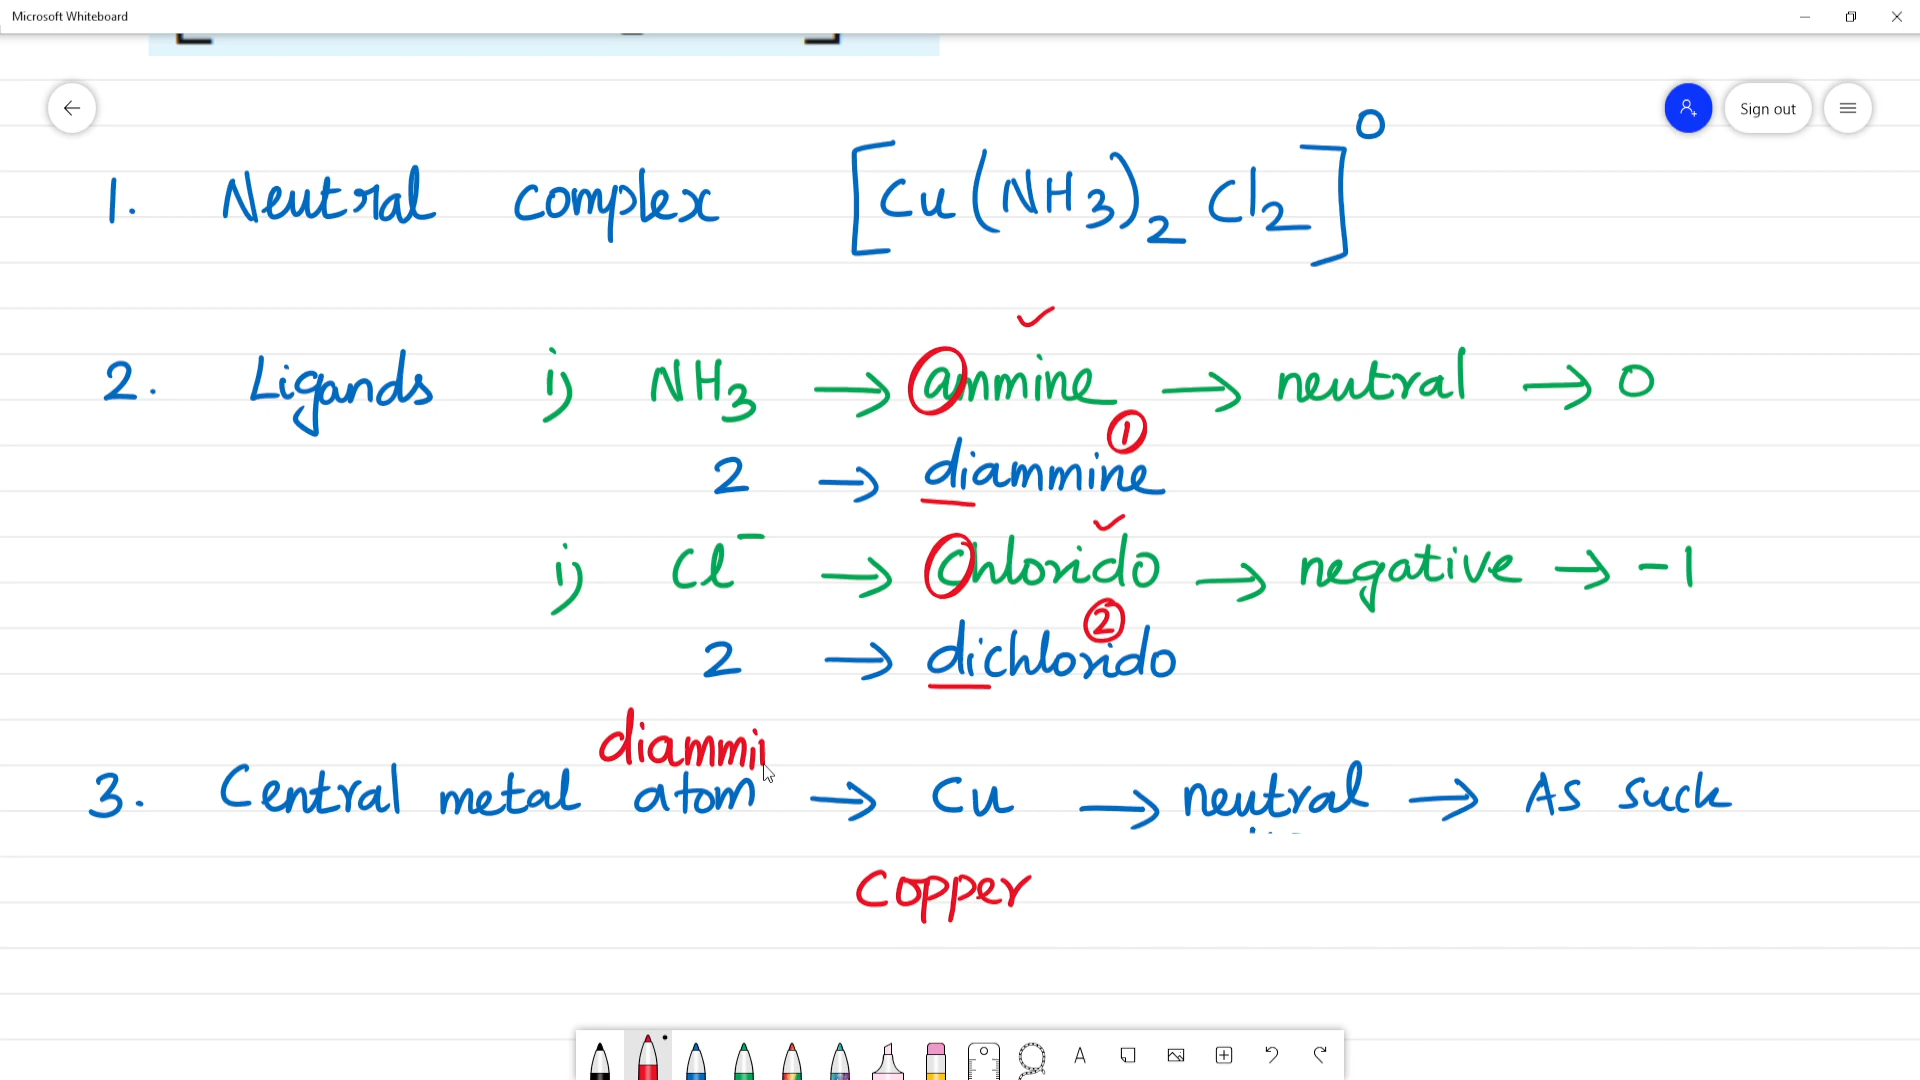 Microsoft Whiteboard
Sign out
1. Neutral complex [Cu(NH3)2 Cl2]0
2. Ligands i) NH3 → ammine → neutral → 0
1
2 → diammine
i) Cl- → chlorido → negative → -1
2
2 → dichlorido
diammi
3. Central metal atom → Cu → neutral → As such
Copper
A